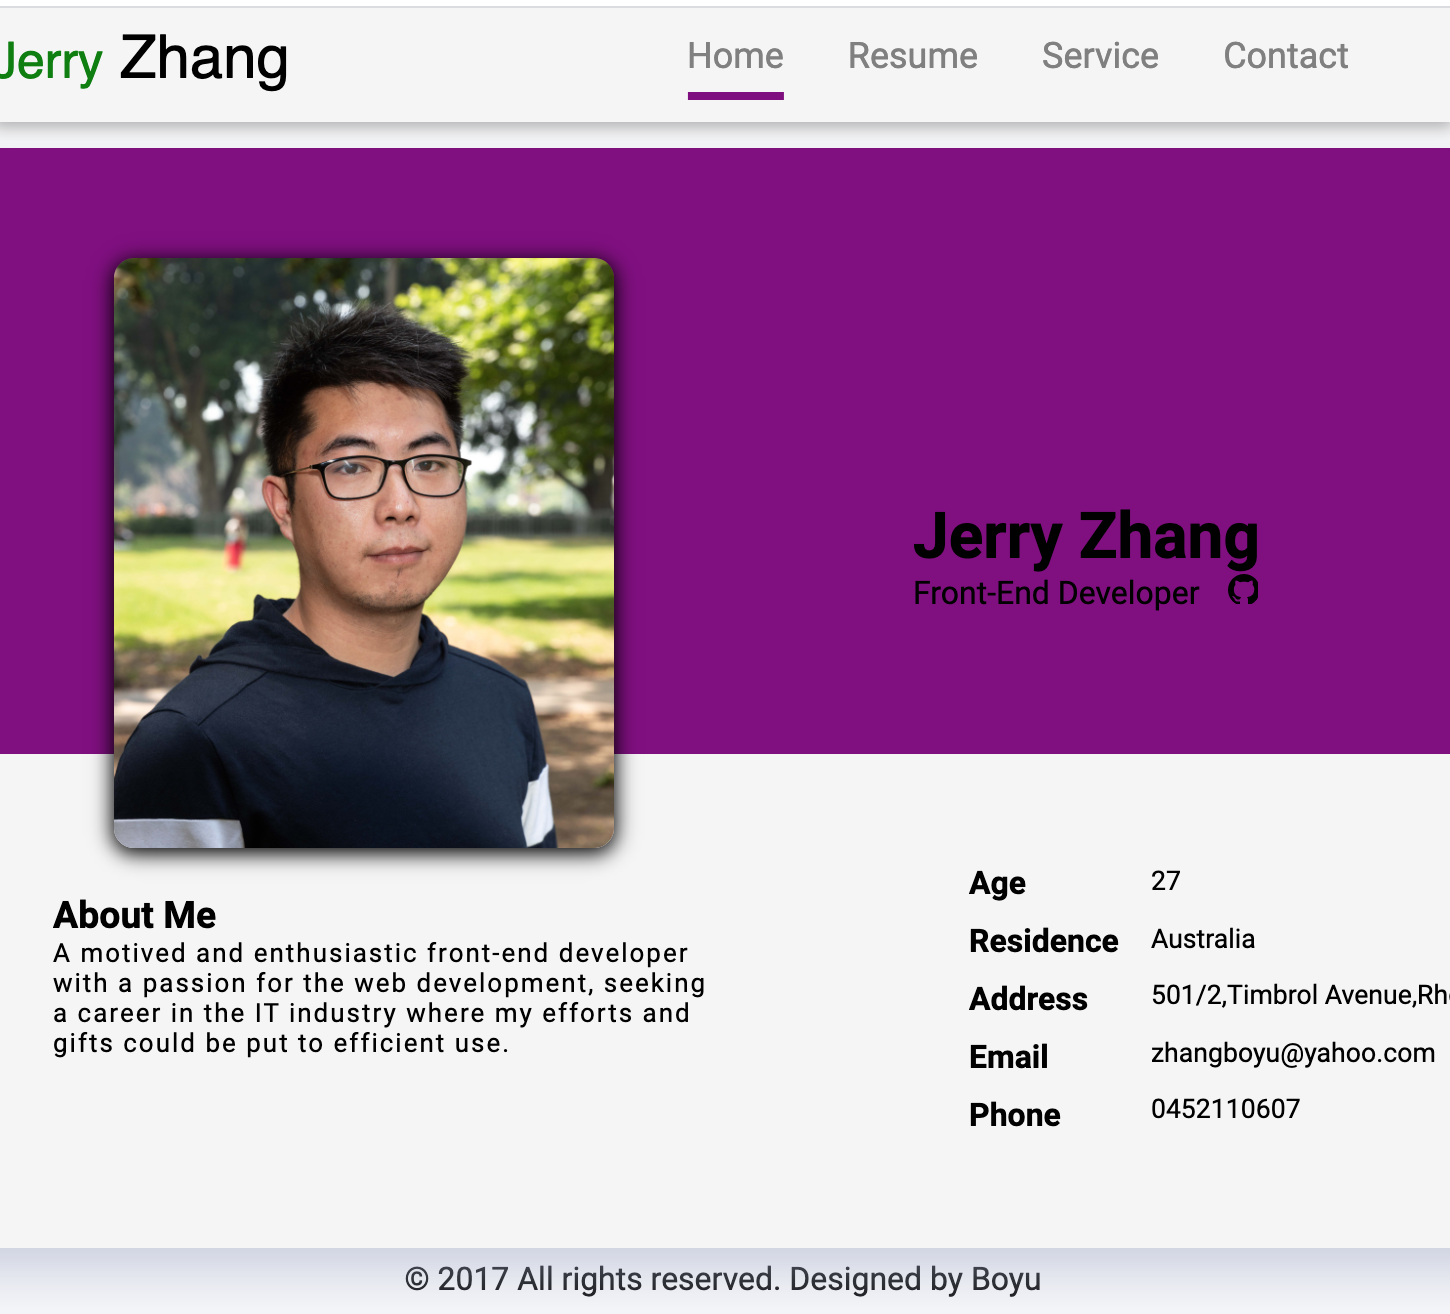 Jerry Zhang
Home Resume Service Contact
Jerry Zhang
Front-End Developer
About Me
A motived and enthusiastic front-end developer
with a passion for the web development, seeking
a career in the IT industry where my efforts and
gifts could be put to efficient use.
Age 27
Residence Australia
Address 501/2,Timbrol Avenue,
Email zhangboyu@yahoo.com
Phone 0452110607
© 2017 All rights reserved. Designed by Boyu